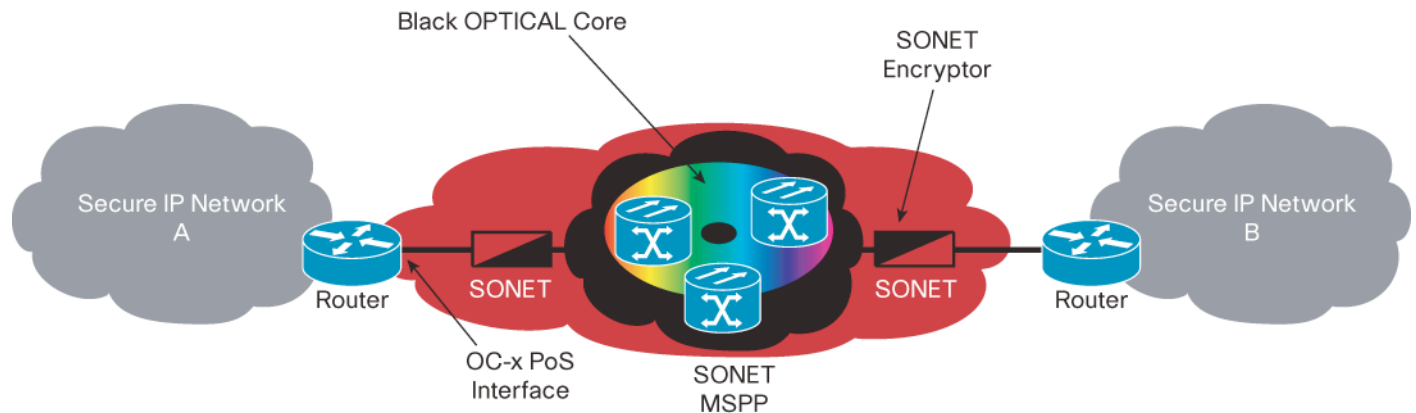 Black OPTICAL Core
SONET
Encryptor
Secure IP Network
A
Secure IP Network
B
Router
SONET
SONET
Router
OC-x PoS
Interface
SONET
MSPP